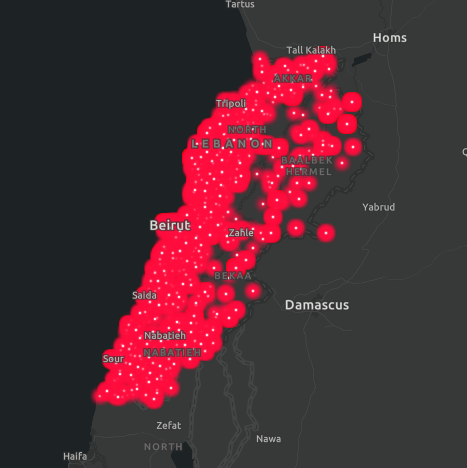 Tartus
Homs
Tall Kalakh
AKKAR
Tripoli
NORTH
LEBANON
BAALBEK
HERMEL
Yabrud
Beirut
Zahle
BEKAA
Saida
Damascus
Nabatieh
NABATIEH
Sour
Zefat
Nawa
NORTH
Haifa